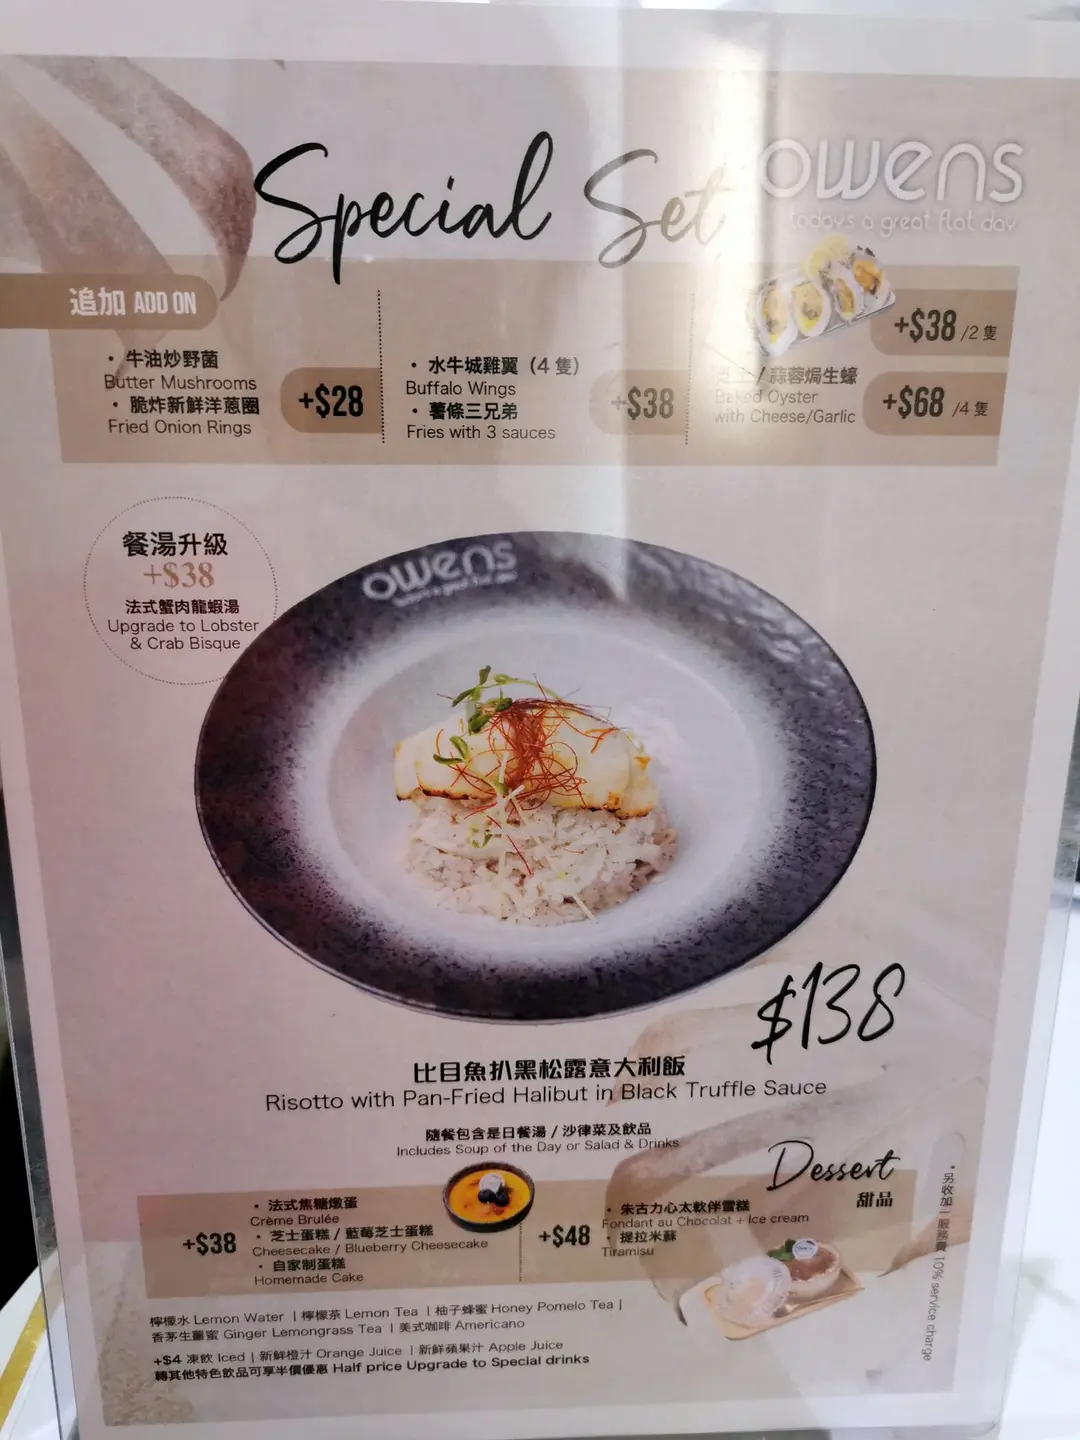 Special Set
owens
today's a great flat day
追加 ADD ON
・牛油炒野菌
Butter Mushrooms
・脆炸新鮮洋蔥圈
Fried Onion Rings
+$28
・水牛城雞翼（4 隻）
Buffalo Wings
・薯條三兄弟
Fries with 3 sauces
+$38
/蒜蓉焗生蠔
Baked Oyster
with Cheese/Garlic
+$38 /2 隻
+$68 /4 隻
餐湯升級
+$38
法式蟹肉龍蝦湯
Upgrade to Lobster
& Crab Bisque
owens
$138
比目魚扒黑松露意大利飯
Risotto with Pan-Fried Halibut in Black Truffle Sauce
隨餐包含是日餐湯 / 沙律菜及飲品
Includes Soup of the Day or Salad & Drinks
Dessert
甜品
+$38
・法式焦糖燉蛋
Crème Brulée
・芝士蛋糕 / 藍莓芝士蛋糕
Cheesecake / Blueberry Cheesecake
・自家制蛋糕
Homemade Cake
+$48
・朱古力心太軟伴雪糕
Fondant au Chocolat + Ice cream
・提拉米蘇
Tiramisu
檸檬水 Lemon Water | 檸檬茶 Lemon Tea | 柚子蜂蜜 Honey Pomelo Tea |
香茅生薑蜜 Ginger Lemongrass Tea | 美式咖啡 Americano
+$4 凍飲 Iced | 新鮮橙汁 Orange Juice | 新鮮蘋果汁 Apple Juice
轉其他特色飲品可享半價優惠 Half price Upgrade to Special drinks
*另收加一服務費 10% service charge